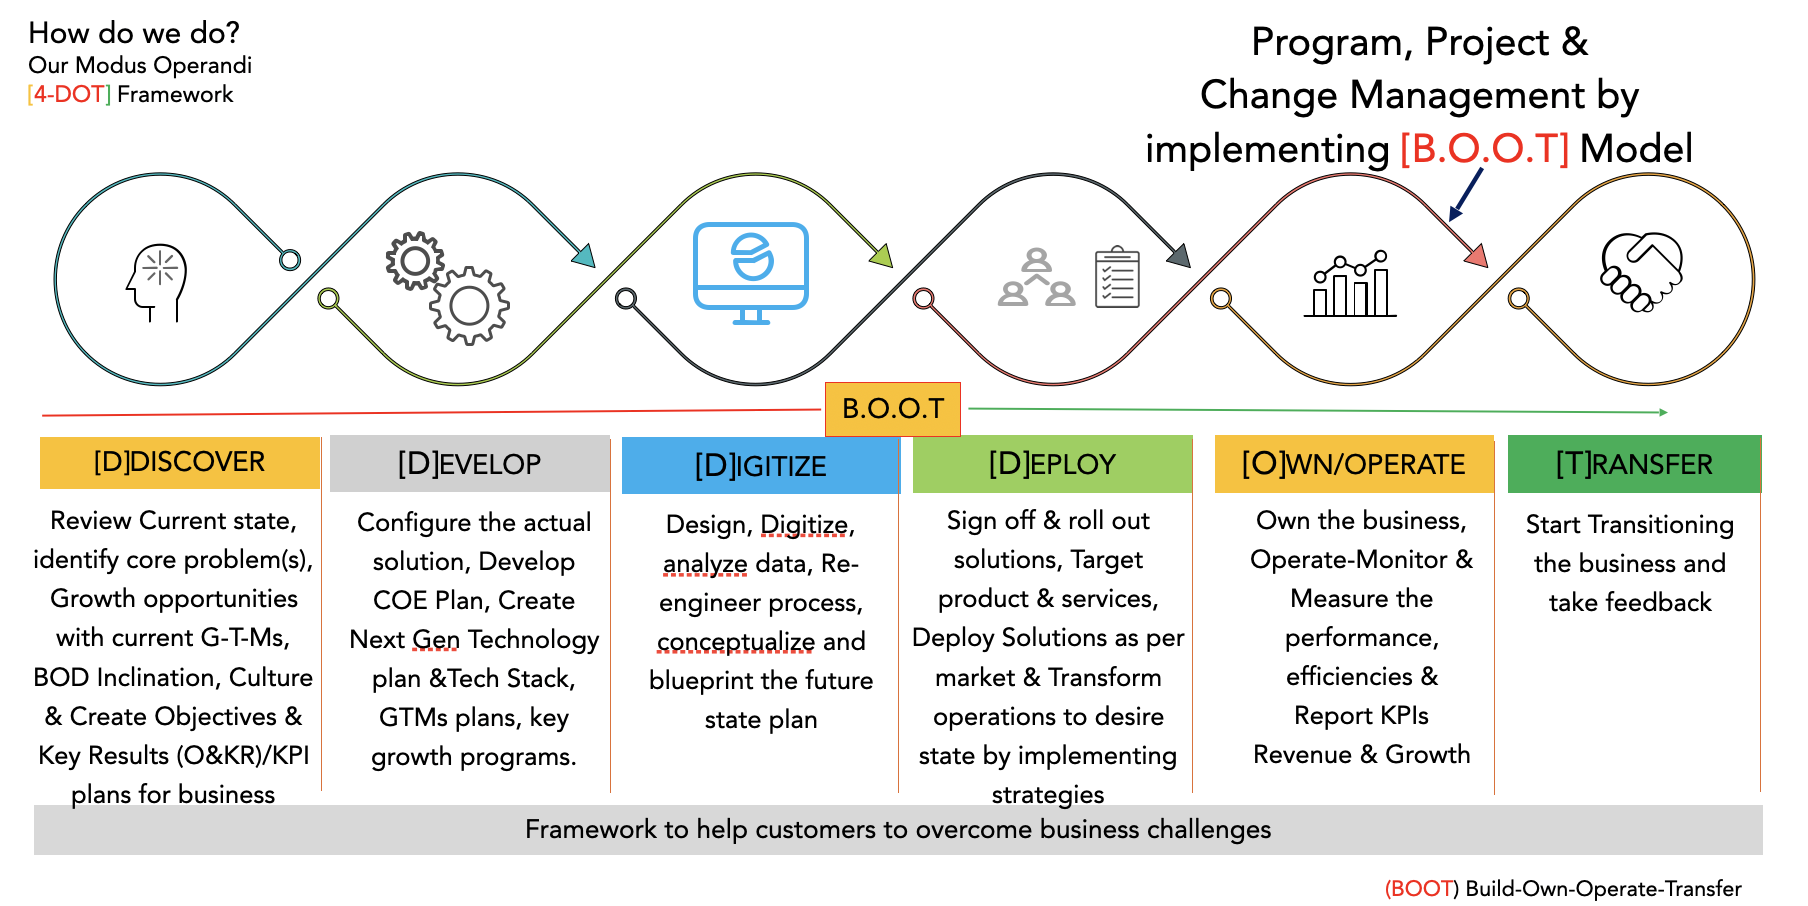 How do we do?
Our Modus Operandi
[4-DOT] Framework
Program, Project &
Change Management by
implementing [B.O.O.T] Model
B.O.O.T
[D]DISCOVER
Review Current state,
identify core problem(s),
Growth opportunities
with current G-T-Ms,
BOD Inclination, Culture
& Create Objectives &
Key Results (O&KR)/KPI
plans for business
[D]EVELOP
Configure the actual
solution, Develop
COE Plan, Create
Next Gen Technology
plan &Tech Stack,
GTMs plans, key
growth programs.
[D]IGITIZE
Design, Digitize,
analyze data, Re-
engineer process,
conceptualize and
blueprint the future
state plan
[D]EPLOY
Sign off & roll out
solutions, Target
product & services,
Deploy Solutions as per
market & Transform
operations to desire
state by implementing
strategies
[O]WN/OPERATE
Own the business,
Operate-Monitor &
Measure the
performance,
efficiencies &
Report KPIs
Revenue & Growth
[T]RANSFER
Start Transitioning
the business and
take feedback
Framework to help customers to overcome business challenges
(BOOT) Build-Own-Operate-Transfer